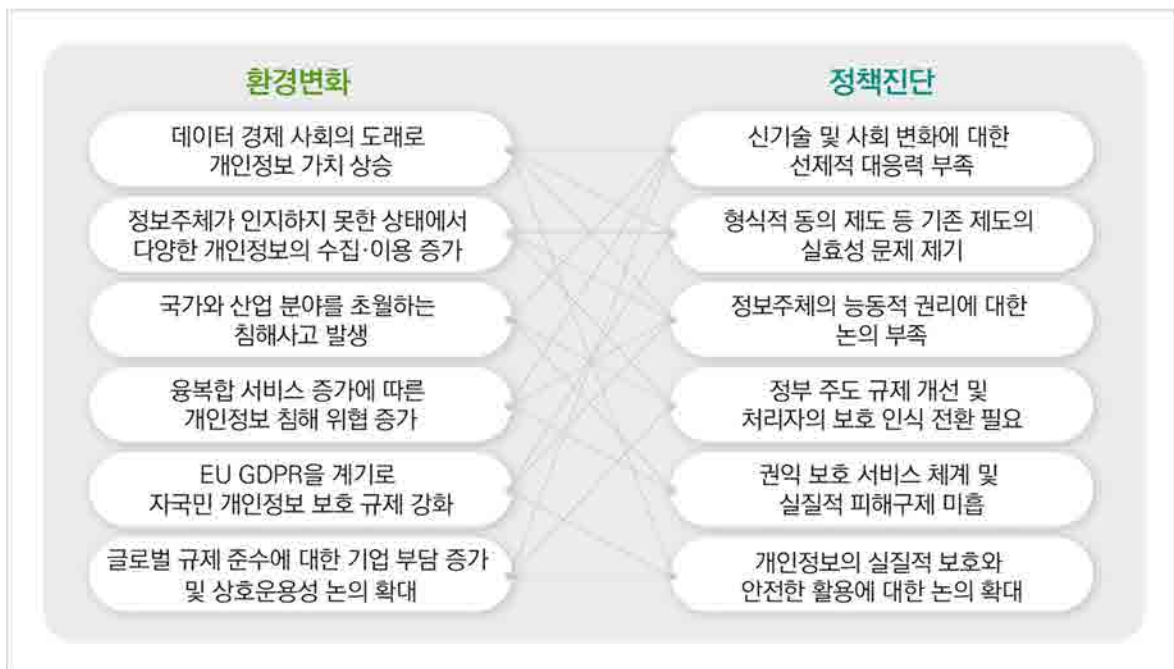 환경변화
데이터 경제 사회의 도래로
개인정보 가치 상승
정보주체가 인지하지 못한 상태에서
다양한 개인정보의 수집·이용 증가
국가와 산업 분야를 초월하는
침해사고 발생
융복합 서비스 증가에 따른
개인정보 침해 위협 증가
EU GDPR을 계기로
자국민 개인정보 보호 규제 강화
글로벌 규제 준수에 대한 기업 부담 증가
및 상호운용성 논의 확대
정책진단
신기술 및 사회 변화에 대한
선제적 대응력 부족
형식적 동의 제도 등 기존 제도의
실효성 문제 제기
정보주체의 능동적 권리에 대한
논의 부족
정부 주도 규제 개선 및
처리자의 보호 인식 전환 필요
권익 보호 서비스 체계 및
실질적 피해구제 미흡
개인정보의 실질적 보호와
안전한 활용에 대한 논의 확대